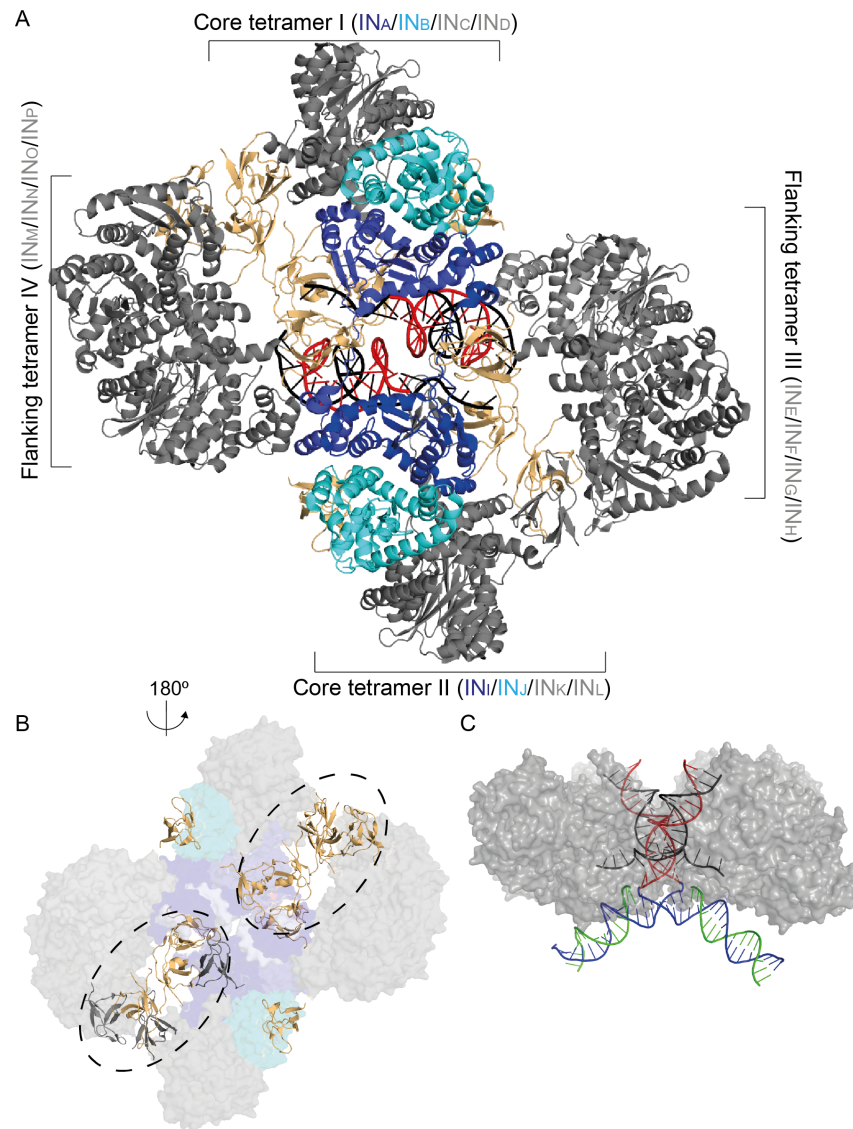 A
Core tetramer I (INA/INB/INC/IND)
Flanking tetramer IV (INM/INN/INO/INP)
Flanking tetramer III (INE/INF/ING/INH)
Core tetramer II (INI/INJ/INK/INL)
180º
B
C